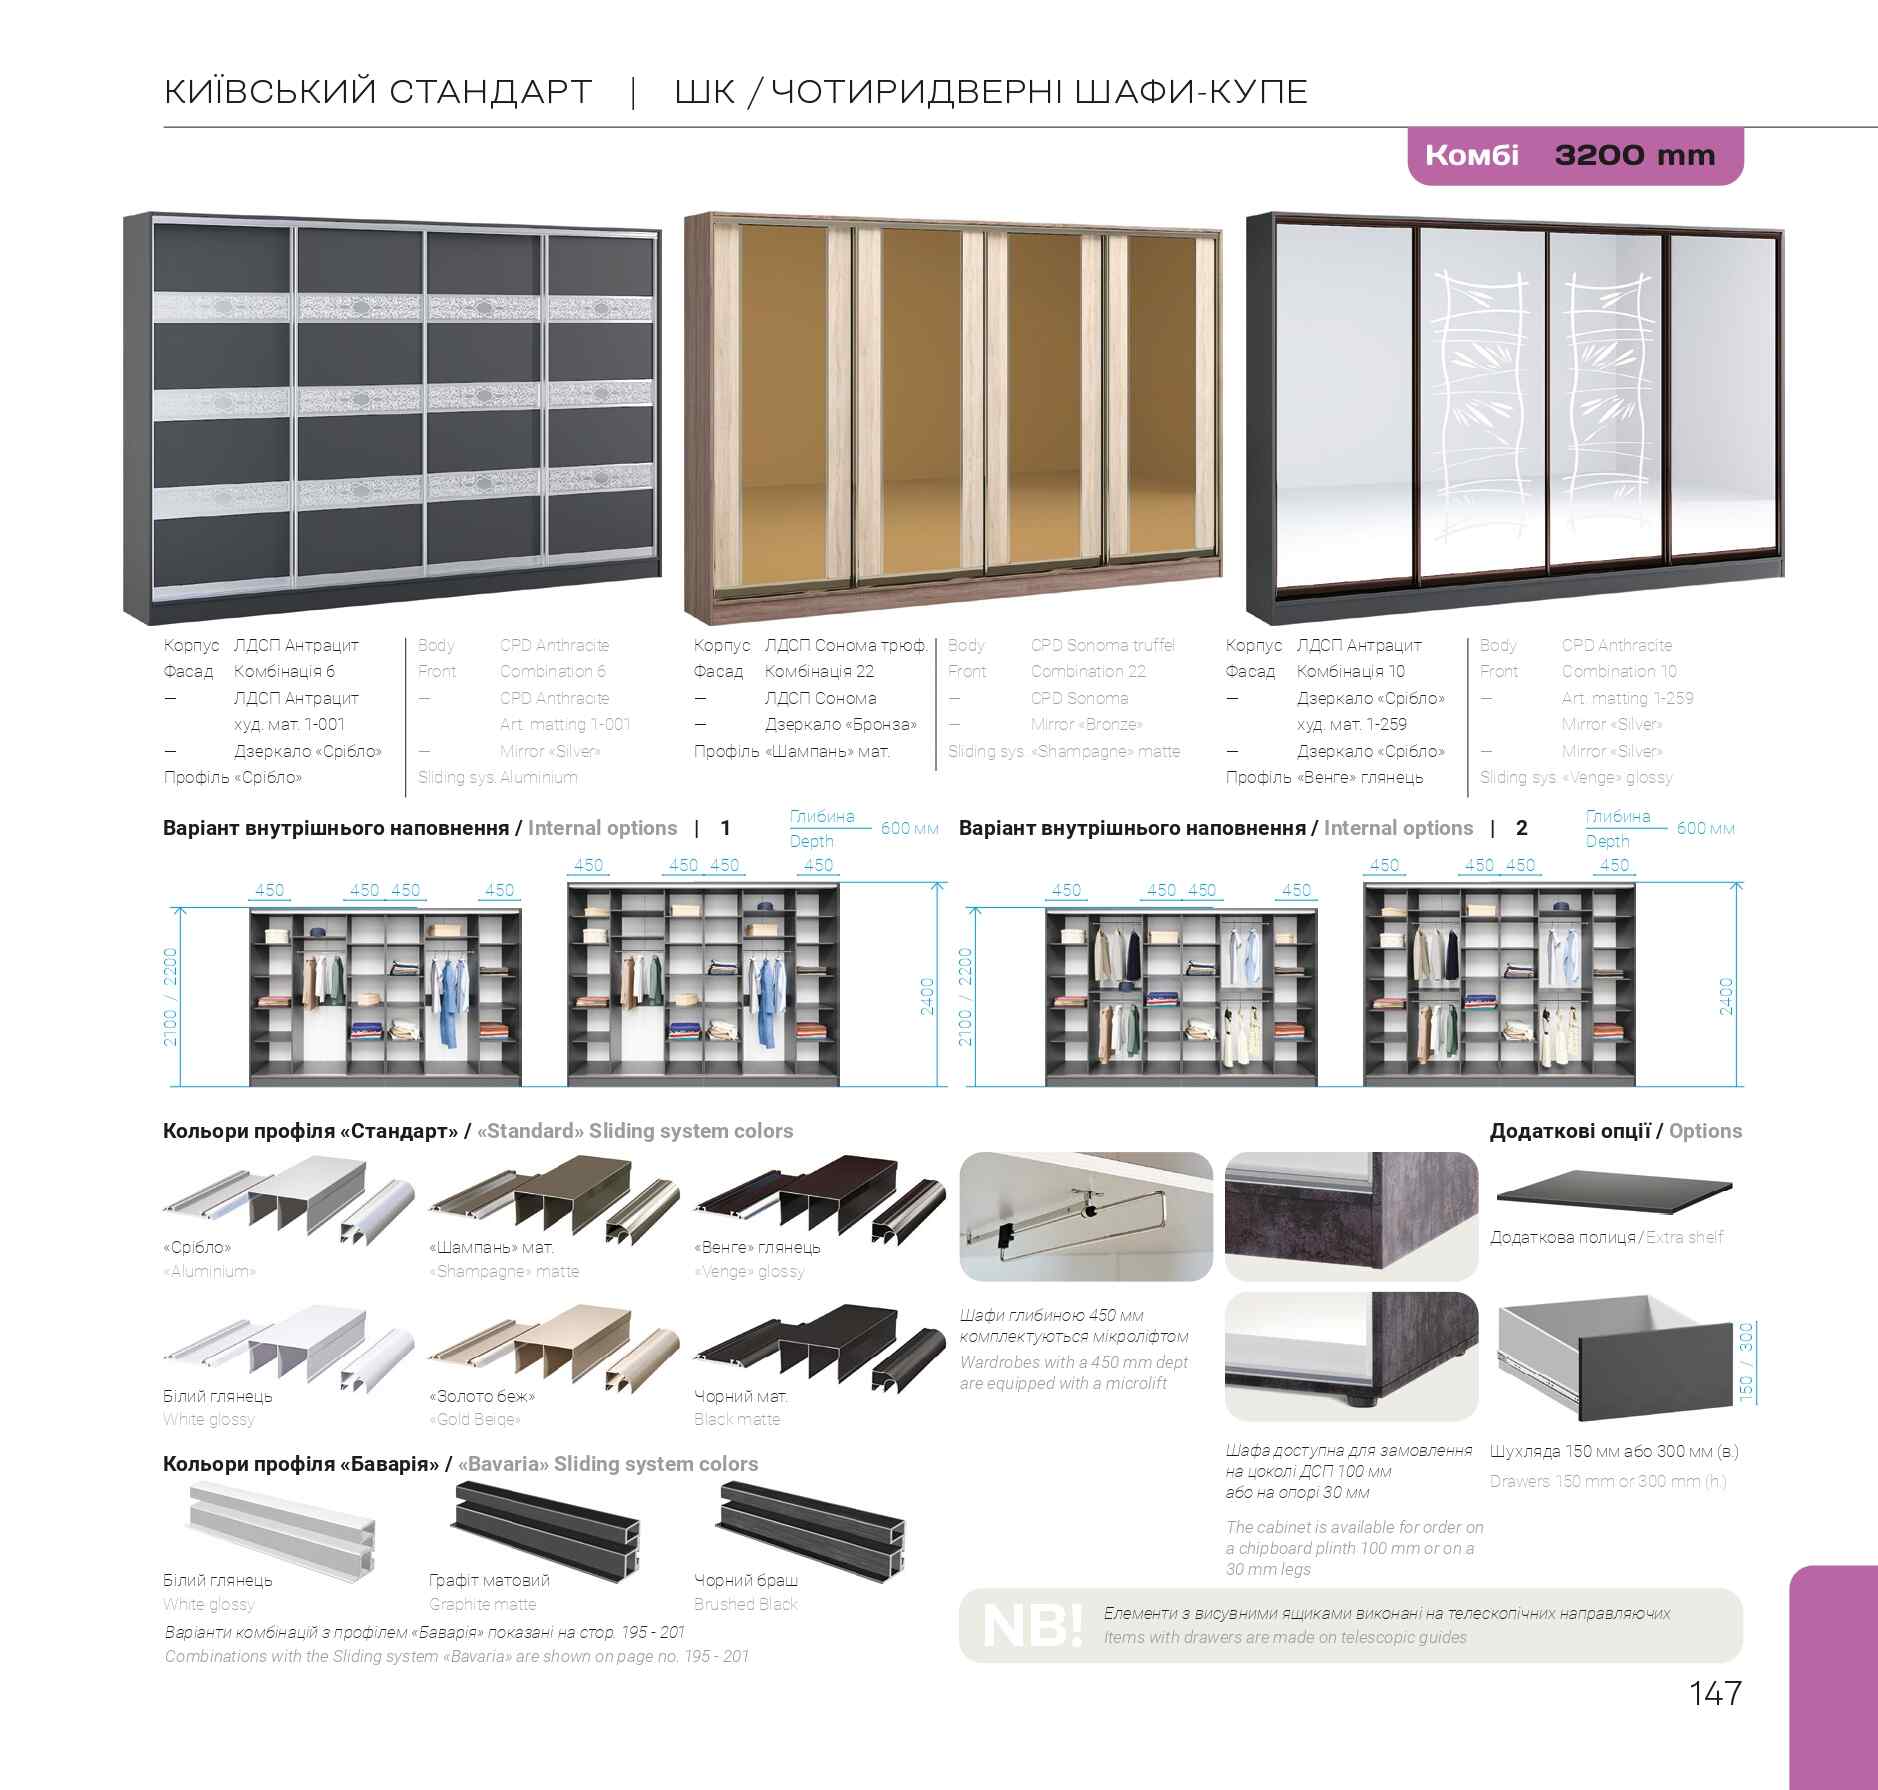 КИЇВСЬКИЙ СТАНДАРТ | ШК / ЧОТИРИДВЕРНІ ШАФИ-КУПЕ
Комбі 3200 mm
Корпус ЛДСП Антрацит
Фасад Комбінація 6
— ЛДСП Антрацит
худ. мат. 1-001
— Дзеркало «Срібло»
Профіль «Срібло»
Body CPD Anthracite
Front Combination 6
— CPD Anthracite
Art. matting 1-001
— Mirror «Silver»
Sliding sys. Aluminium
Корпус ЛДСП Сонома трюф.
Фасад Комбінація 22
— ЛДСП Сонома
— Дзеркало «Бронза»
Профіль «Шампань» мат.
Body CPD Sonoma truffel
Front Combination 22
— CPD Sonoma
— Mirror «Bronze»
Sliding sys. «Shampagne» matte
Корпус ЛДСП Антрацит
Фасад Комбінація 10
— Дзеркало «Срібло»
худ. мат. 1-259
— Дзеркало «Срібло»
Профіль «Венге» глянець
Body CPD Anthracite
Front Combination 10
— Art. matting 1-259
Mirror «Silver»
— Mirror «Silver»
Sliding sys. «Venge» glossy
Варіант внутрішнього наповнення / Internal options | 1
Глибина
Depth
600 мм
450 450 450 450
450 450 450 450
2100 / 2200
2400
Варіант внутрішнього наповнення / Internal options | 2
Глибина
Depth
600 мм
450 450 450 450
450 450 450 450
2100 / 2200
2400
Кольори профіля «Стандарт» / «Standard» Sliding system colors
«Срібло»
«Aluminium»
«Шампань» мат.
«Shampagne» matte
«Венге» глянець
«Venge» glossy
Білий глянець
White glossy
«Золото беж»
«Gold Beige»
Чорний мат.
Black matte
Кольори профіля «Баварія» / «Bavaria» Sliding system colors
Білий глянець
White glossy
Графіт матовий
Graphite matte
Чорний браш
Brushed Black
Варіанти комбінацій з профілем «Баварія» показані на стор. 195 - 201
Combinations with the Sliding system «Bavaria» are shown on page no. 195 - 201
Шафи глибиною 450 мм
комплектуються мікроліфтом
Wardrobes with a 450 mm dept
are equipped with a microlift
Шафа доступна для замовлення
на цоколі ДСП 100 мм
або на опорі 30 мм
The cabinet is available for order on
a chipboard plinth 100 mm or on a
30 mm legs
Додаткові опції / Options
Додаткова полиця / Extra shelf
150 / 300
Шухляда 150 мм або 300 мм (в.)
Drawers 150 mm or 300 mm (h.)
NB!
Елементи з висувними ящиками виконані на телескопічних направляючих
Items with drawers are made on telescopic guides
147